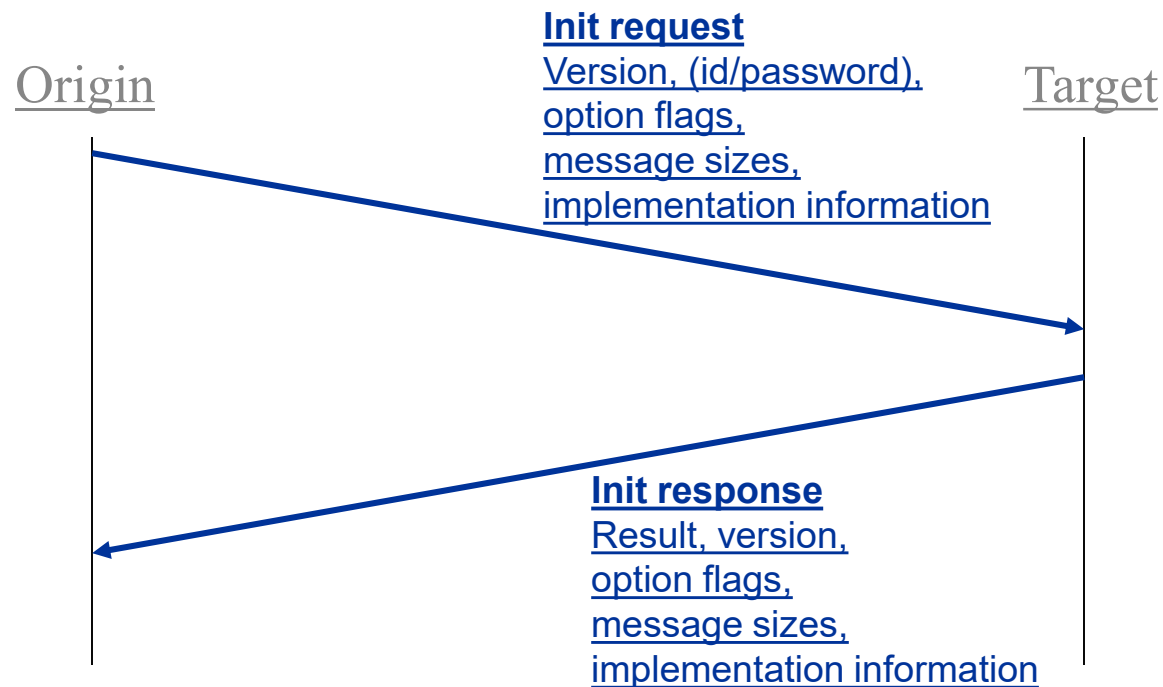 Init request
Version, (id/password),
option flags,
message sizes,
implementation information
Origin
Target
Init response
Result, version,
option flags,
message sizes,
implementation information